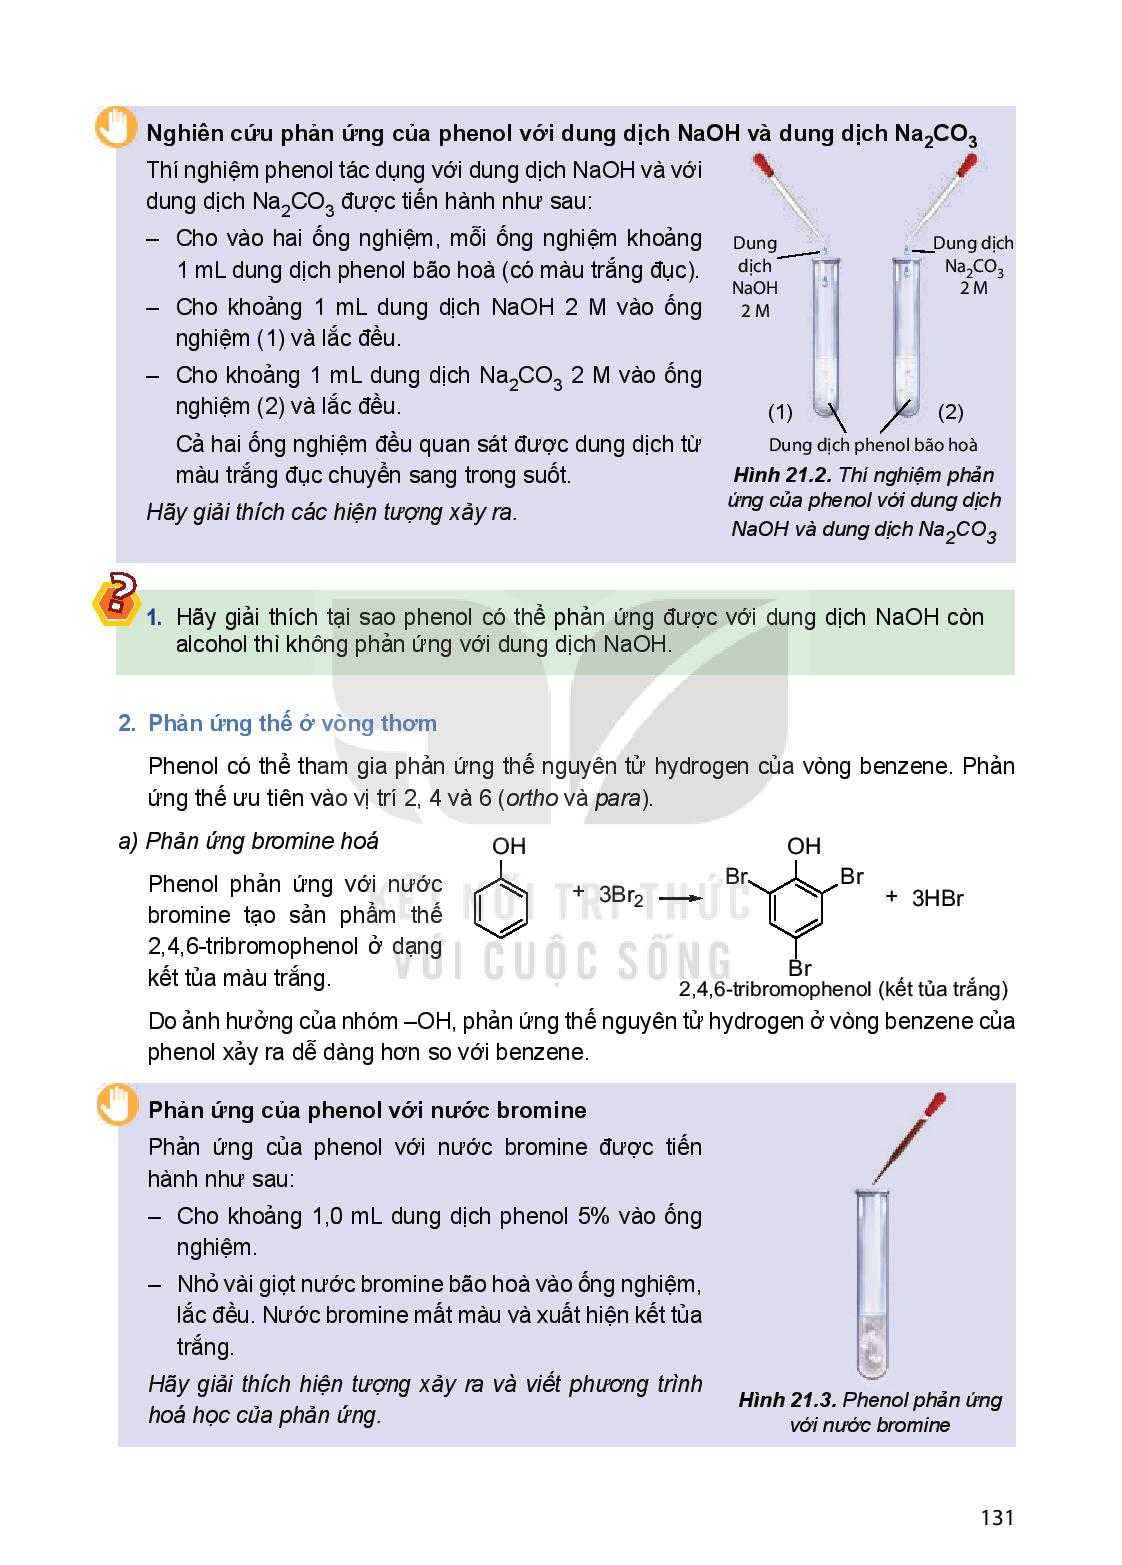 Nghiên cứu phản ứng của phenol với dung dịch NaOH và dung dịch Na2CO3
Thí nghiệm phenol tác dụng với dung dịch NaOH và với
dung dịch Na2CO3 được tiến hành như sau:
– Cho vào hai ống nghiệm, mỗi ống nghiệm khoảng
1 mL dung dịch phenol bão hoà (có màu trắng đục).
– Cho khoảng 1 mL dung dịch NaOH 2 M vào ống
nghiệm (1) và lắc đều.
– Cho khoảng 1 mL dung dịch Na2CO3 2 M vào ống
nghiệm (2) và lắc đều.
Cả hai ống nghiệm đều quan sát được dung dịch từ
màu trắng đục chuyển sang trong suốt.
Hãy giải thích các hiện tượng xảy ra.
Dung
dịch
NaOH
2 M
Dung dịch
Na2CO3
2 M
(1)
(2)
Dung dịch phenol bão hoà
Hình 21.2. Thí nghiệm phản
ứng của phenol với dung dịch
NaOH và dung dịch Na2CO3
?
1. Hãy giải thích tại sao phenol có thể phản ứng được với dung dịch NaOH còn
alcohol thì không phản ứng với dung dịch NaOH.
2. Phản ứng thế ở vòng thơm
Phenol có thể tham gia phản ứng thế nguyên tử hydrogen của vòng benzene. Phản
ứng thế ưu tiên vào vị trí 2, 4 và 6 (ortho và para).
a) Phản ứng bromine hoá
Phenol phản ứng với nước
bromine tạo sản phẩm thế
2,4,6-tribromophenol ở dạng
kết tủa màu trắng.
OH
+ 3Br2
OH
Br
Br
Br
+ 3HBr
2,4,6-tribromophenol (kết tủa trắng)
KẾT NỐI TRI THỨC
VỚI CUỘC SỐNG
Do ảnh hưởng của nhóm –OH, phản ứng thế nguyên tử hydrogen ở vòng benzene của
phenol xảy ra dễ dàng hơn so với benzene.
Phản ứng của phenol với nước bromine
Phản ứng của phenol với nước bromine được tiến
hành như sau:
– Cho khoảng 1,0 mL dung dịch phenol 5% vào ống
nghiệm.
– Nhỏ vài giọt nước bromine bão hoà vào ống nghiệm,
lắc đều. Nước bromine mất màu và xuất hiện kết tủa
trắng.
Hãy giải thích hiện tượng xảy ra và viết phương trình
hoá học của phản ứng.
Hình 21.3. Phenol phản ứng
với nước bromine
131